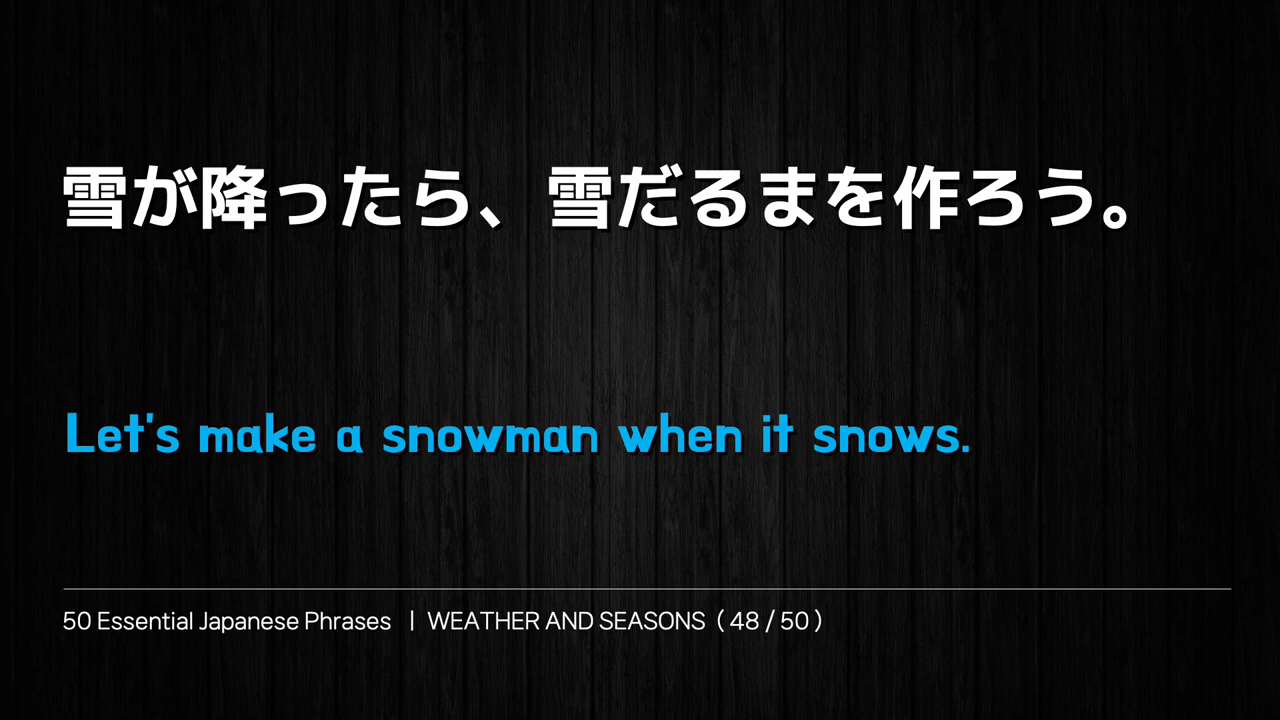 雪が降ったら、雪だるまを作ろう。
Let's make a snowman when it snows.
50 Essential Japanese Phrases | WEATHER AND SEASONS ( 48 / 50 )